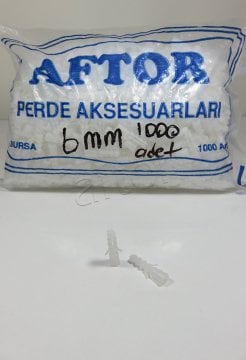 AFTOR
PERDE AKSESUARLARI
6mm 1000
adet
BURSA
1000 A